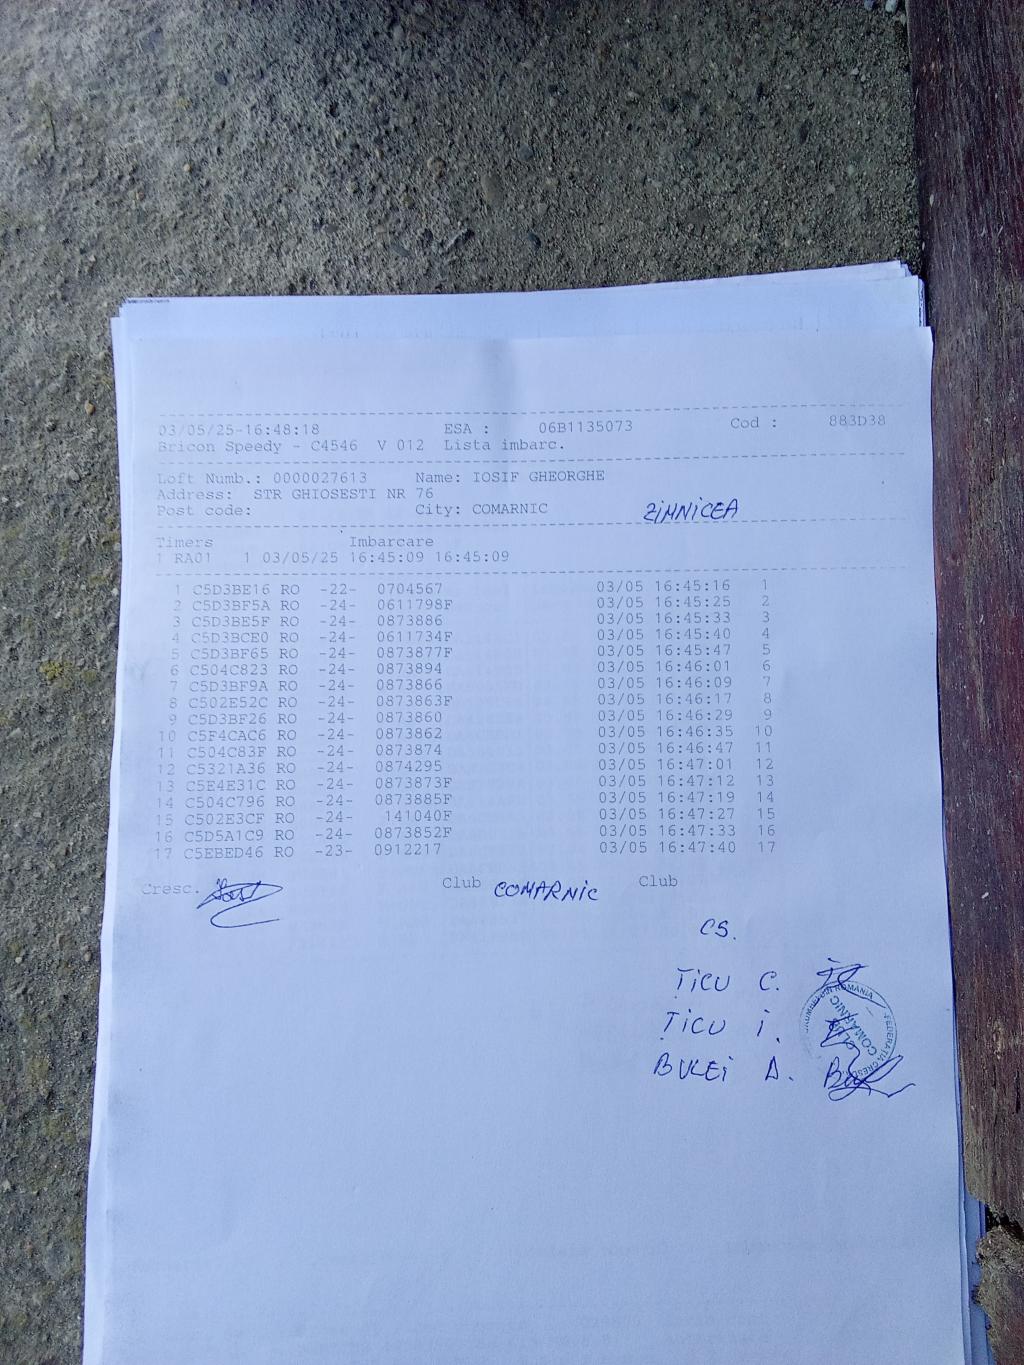 03/05/25-16:48:18 ESA : 06B1135073 Cod : 883D38
Bricon Speedy - C4546 V 012 Lista imbarc.
Loft Numb.: 0000027613 Name: IOSIF GHEORGHE
Address: STR GHIOSESTI NR 76
Post code: City: COMARNIC ZIMNICEA
Timers Imbarcare
1 RA01 1 03/05/25 16:45:09 16:45:09
1 C5D3BE16 RO -22- 0704567 03/05 16:45:16 1
2 C5D3BF5A RO -24- 0611798F 03/05 16:45:25 2
3 C5D3BE5F RO -24- 0873886 03/05 16:45:33 3
4 C5D3BCE0 RO -24- 0611734F 03/05 16:45:40 4
5 C5D3BF65 RO -24- 0873877F 03/05 16:45:47 5
6 C504C823 RO -24- 0873894 03/05 16:46:01 6
7 C5D3BF9A RO -24- 0873866 03/05 16:46:09 7
8 C502E52C RO -24- 0873863F 03/05 16:46:17 8
9 C5D3BF26 RO -24- 0873860 03/05 16:46:29 9
10 C5F4CAC6 RO -24- 0873862 03/05 16:46:35 10
11 C504C83F RO -24- 0873874 03/05 16:46:47 11
12 C5321A36 RO -24- 0874295 03/05 16:47:01 12
13 C5E4E31C RO -24- 0873873F 03/05 16:47:12 13
14 C504C796 RO -24- 0873885F 03/05 16:47:19 14
15 C502E3CF RO -24- 141040F 03/05 16:47:27 15
16 C5D5A1C9 RO -24- 0873852F 03/05 16:47:33 16
17 C5EBED46 RO -23- 0912217 03/05 16:47:40 17
Cresc. Club COMARNIC Club
CS.
ȚICU C.
ȚICU I.
BUCEI D.
ROMANIA
FEDERATIA
COMARNIC